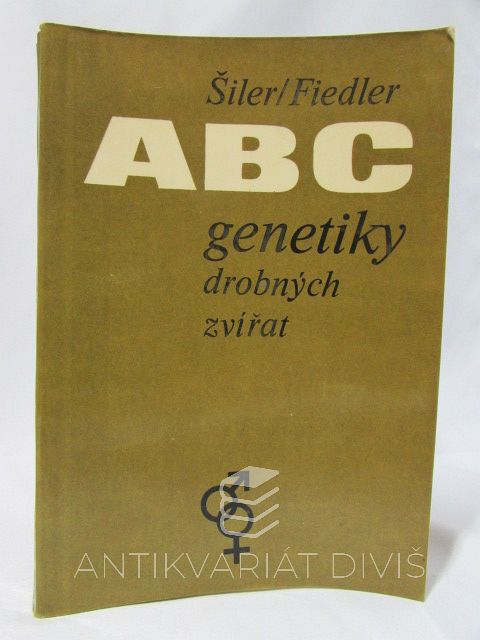 Šiler/Fiedler
ABC
genetiky
drobných
zvířat
ANTIKVARIÁT DIVIŠ